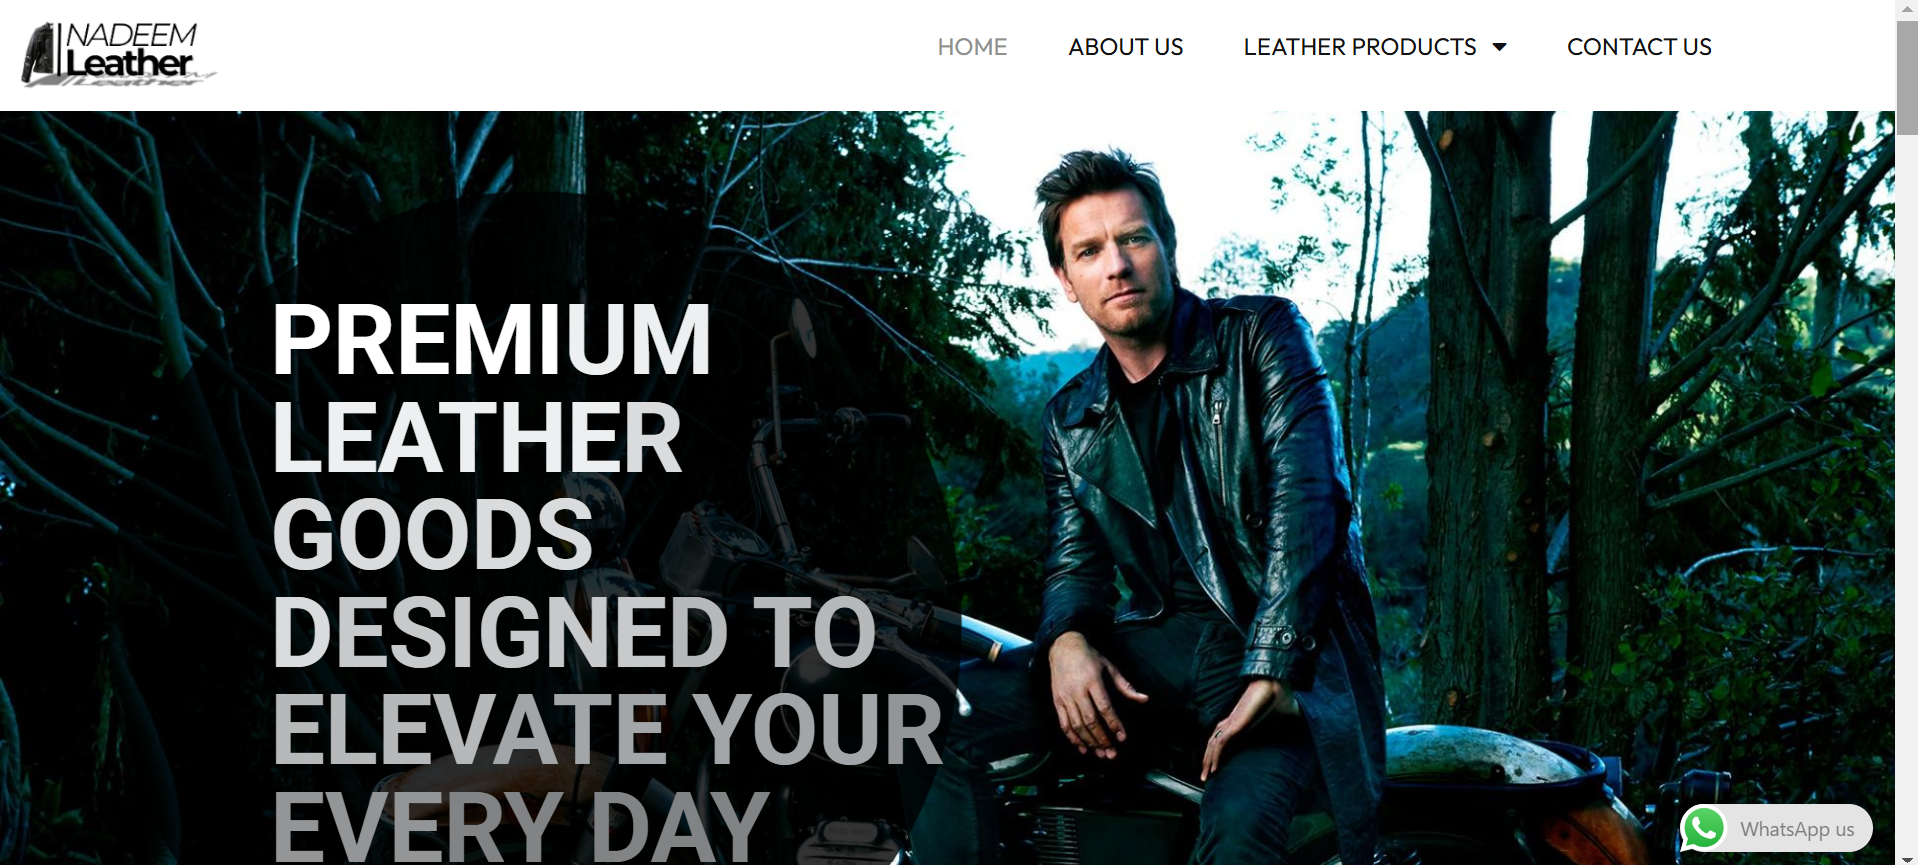 NADEEM
Leather
HOME
ABOUT US
LEATHER PRODUCTS
CONTACT US
PREMIUM
LEATHER
GOODS
DESIGNED TO
ELEVATE YOUR
EVERY DAY
WhatsApp us